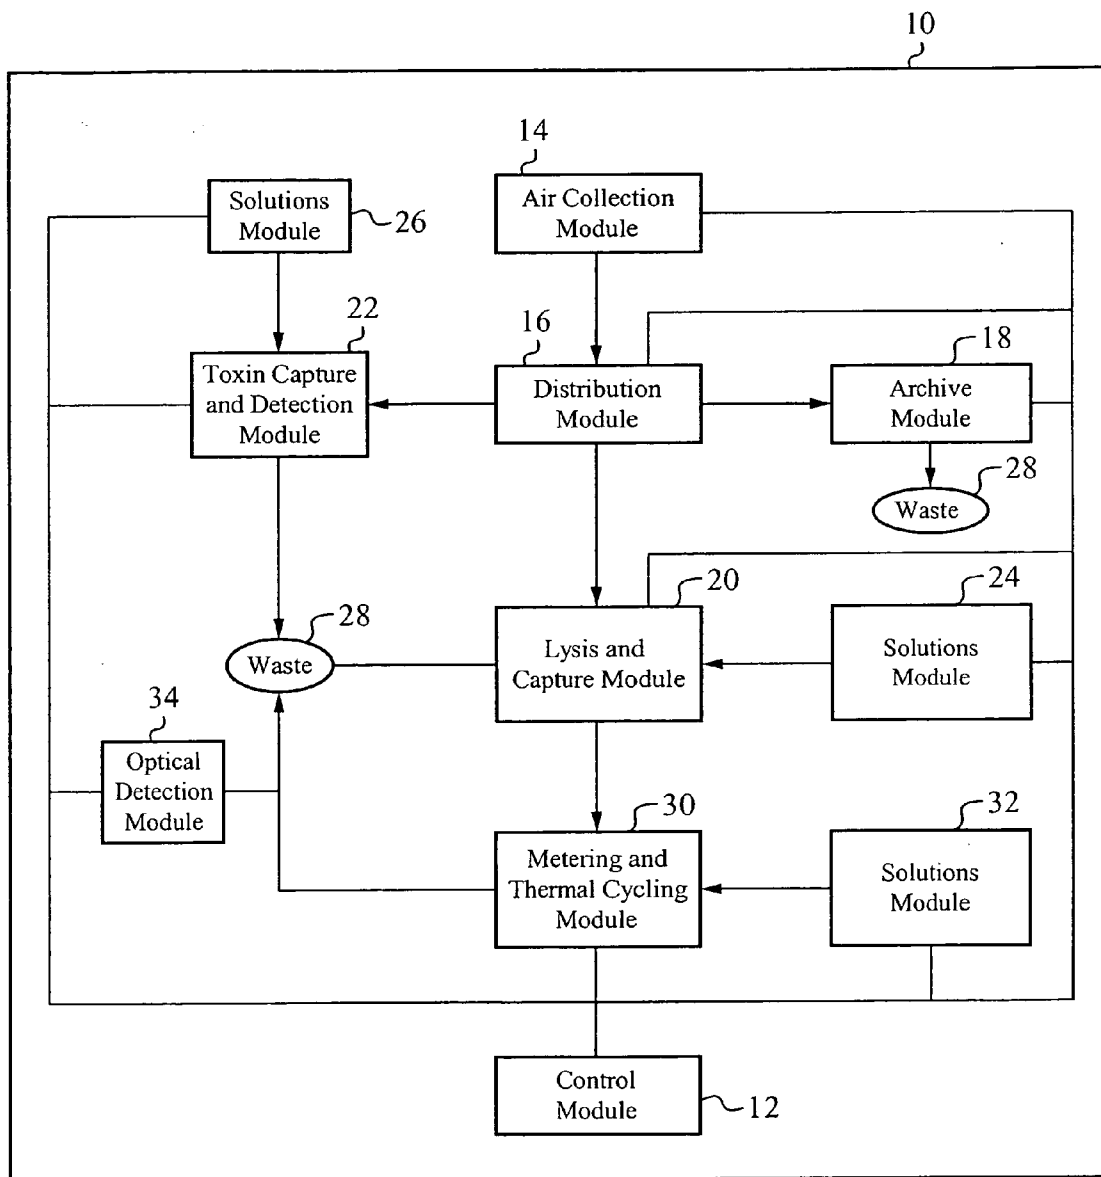 10
14
Solutions
Module
26
Air Collection
Module
22
Toxin Capture
and Detection
Module
16
Distribution
Module
18
Archive
Module
28
Waste
20
Lysis and
Capture Module
24
Solutions
Module
28
Waste
34
Optical
Detection
Module
30
Metering and
Thermal Cycling
Module
32
Solutions
Module
Control
Module
12